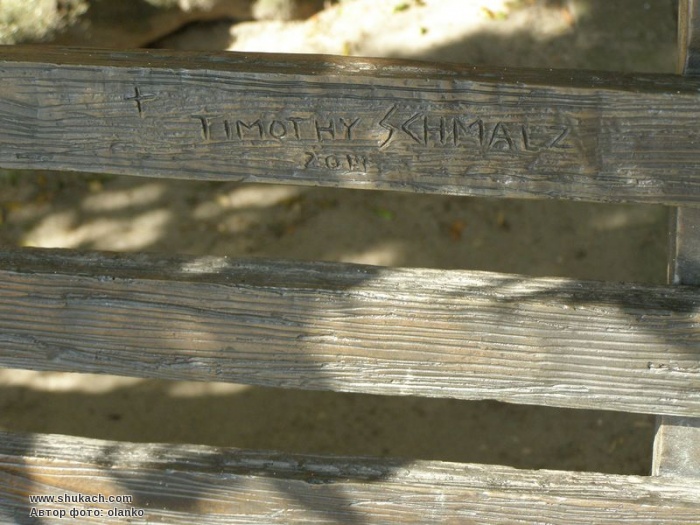 + TIMOTHY SCHMALZ
www.shukach.com
Автор фото: olanko